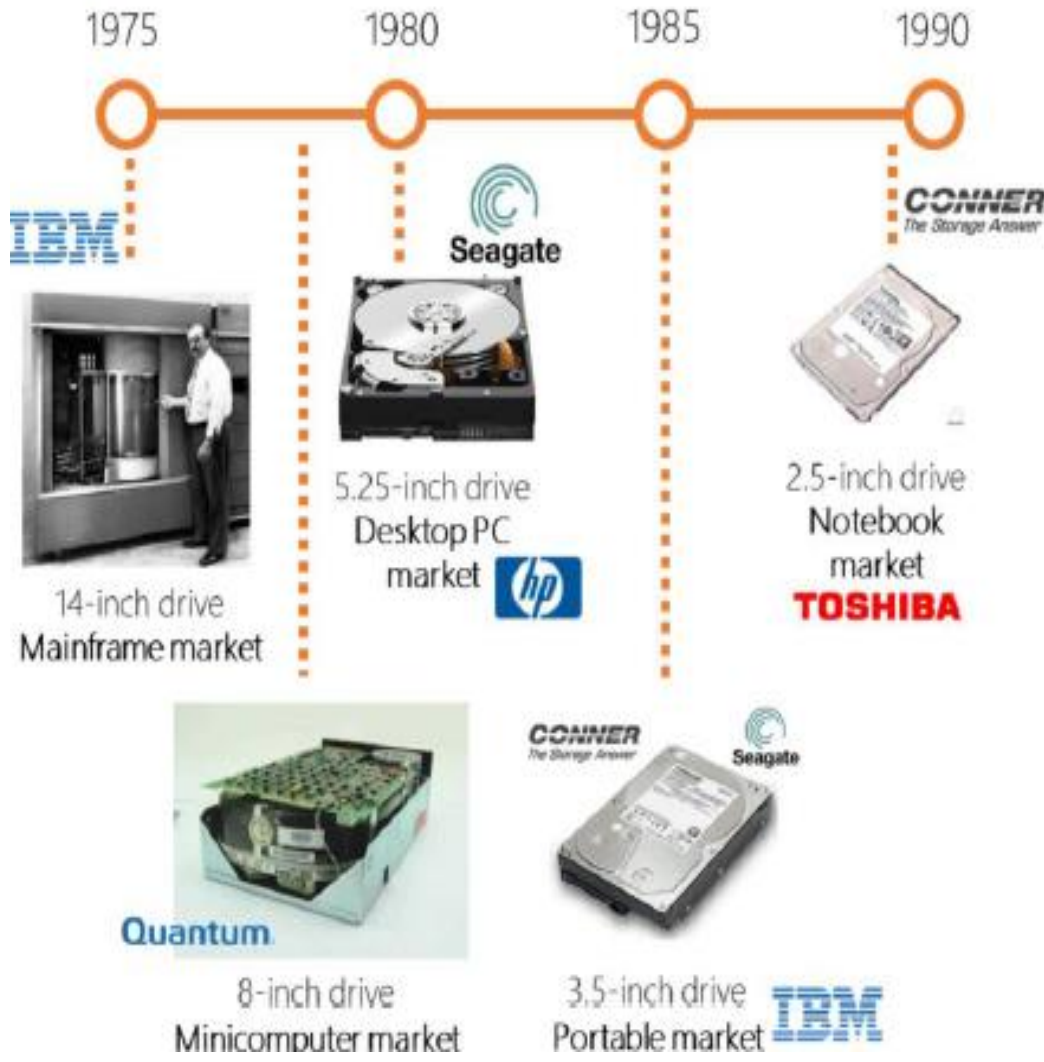 1975
1980
1985
1990
IBM
Seagate
CONNER
The Storage Answer
14-inch drive
Mainframe market
5.25-inch drive
Desktop PC
market
hp
2.5-inch drive
Notebook
market
TOSHIBA
Quantum
8-inch drive
Minicomputer market
CONNER
The Storage Answer
Seagate
3.5-inch drive
Portable market
IBM